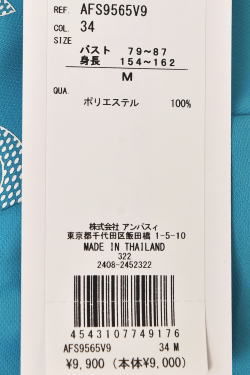 REF. AFS9565V9
COL. 34
SIZE
バスト 79~87
身長 154~162
M
QUA
ポリエステル 100%
株式会社 アンパスィ
東京都千代田区飯田橋 1-5-10
MADE IN THAILAND
322
2408-2452322
4543107749176
AFS9565V9 34 M
¥9,900 (本体¥9,000)